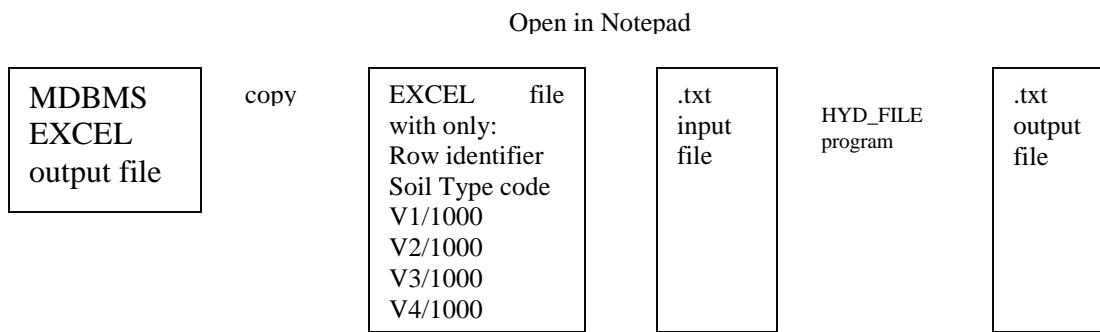 Open in Notepad
MDBMS
EXCEL
output file
copy
EXCEL file
with only:
Row identifier
Soil Type code
V1/1000
V2/1000
V3/1000
V4/1000
.txt
input
file
HYD_FILE
program
.txt
output
file